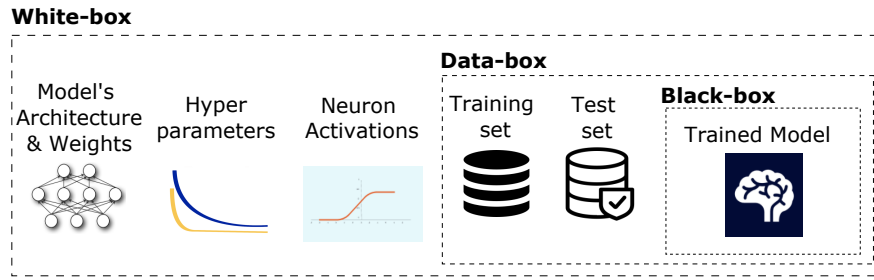 White-box
Data-box
Black-box
Model's
Architecture
& Weights
Hyper
parameters
Neuron
Activations
Training
set
Test
set
Trained Model